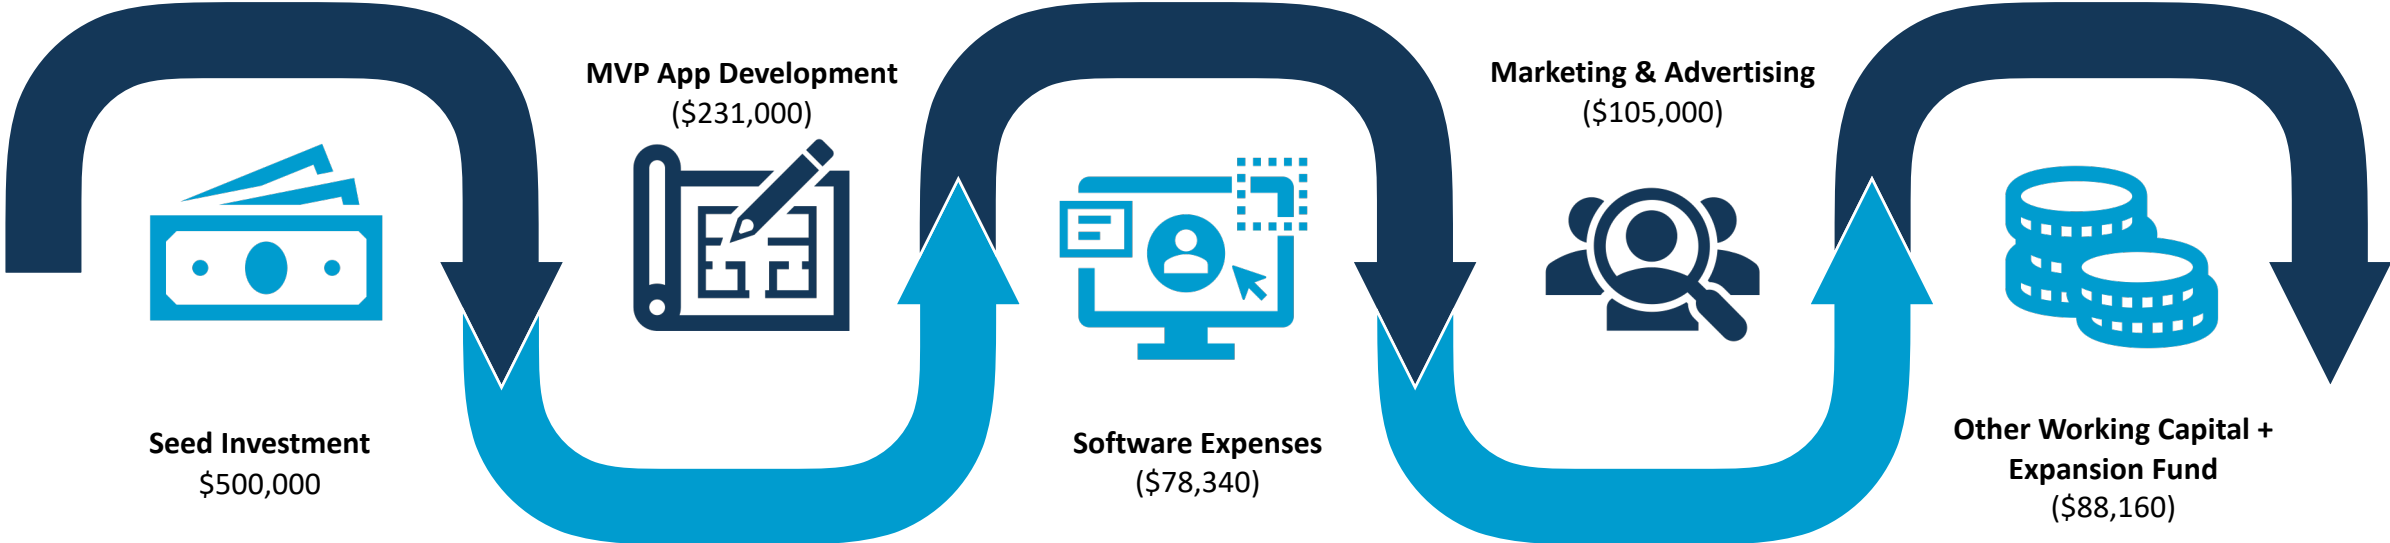 Seed Investment
$500,000
MVP App Development
($231,000)
Software Expenses
($78,340)
Marketing & Advertising
($105,000)
Other Working Capital +
Expansion Fund
($88,160)